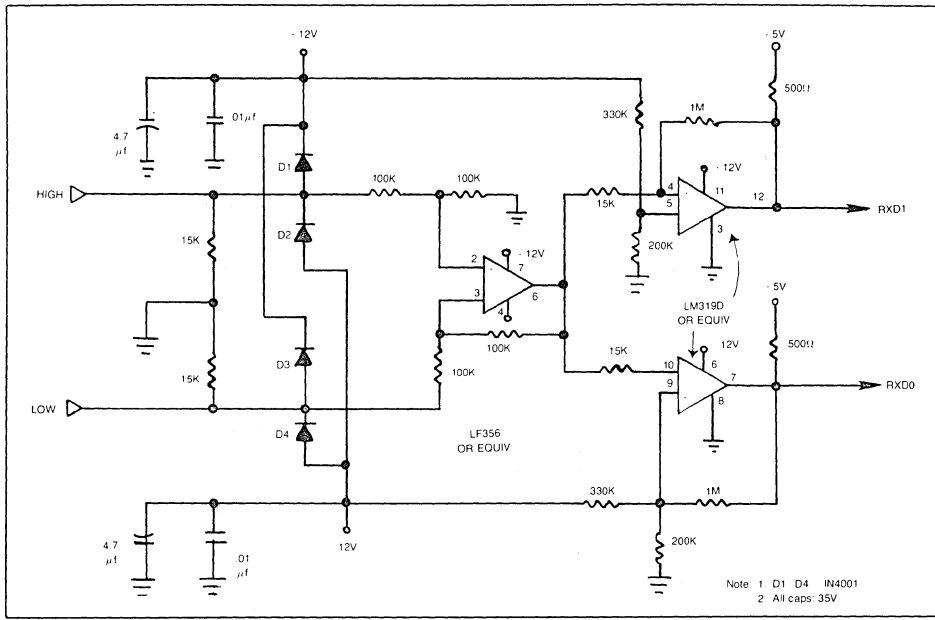 - 12V
- 5V
500Ω
1M
330K
.01µf
4.7
µf
D1
- 12V
4 11
HIGH
100K 100K
15K
5 12
RXD1
D2
3
15K
200K
- 12V
2 7
- 5V
6
3
4
LM319D
OR EQUIV
100K
12V
500Ω
15K
D3
10 6
7
100K
15K
RXD0
9
8
LOW
D4
LF356
OR EQUIV
330K
1M
4.7
µf
.01
µf
12V
200K
Note: 1. D1 D4 IN4001
2. All caps: 35V